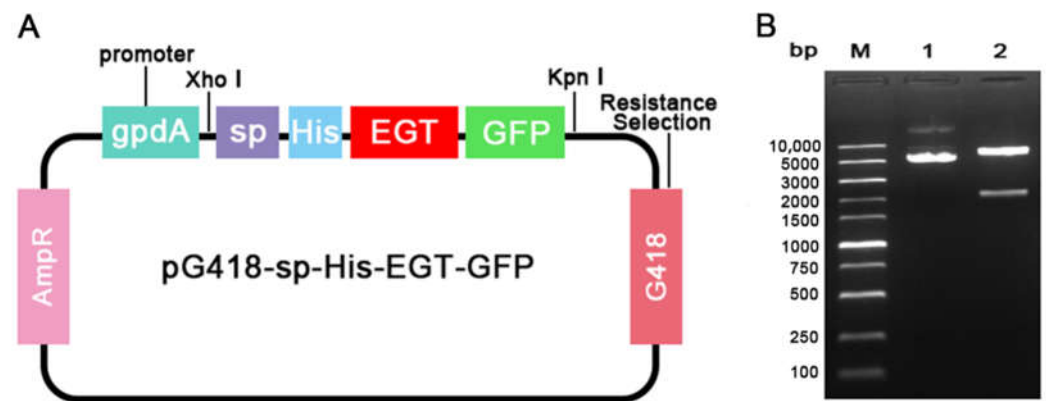 A
promoter
Xho I
Kpn I
Resistance
Selection
gpdA
sp
His
EGT
GFP
AmpR
pG418-sp-His-EGT-GFP
G418
B
bp M 1 2
10,000
5000
3000
2000
1500
1000
750
500
250
100